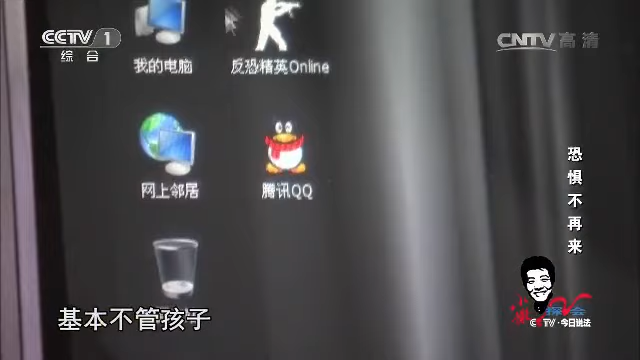 CCTV 1
综合
CNTV高清
我的电脑
反恐精英Online
网上邻居
腾讯QQ
恐惧不再来
基本不管孩子
探会
CCTV·今日说法